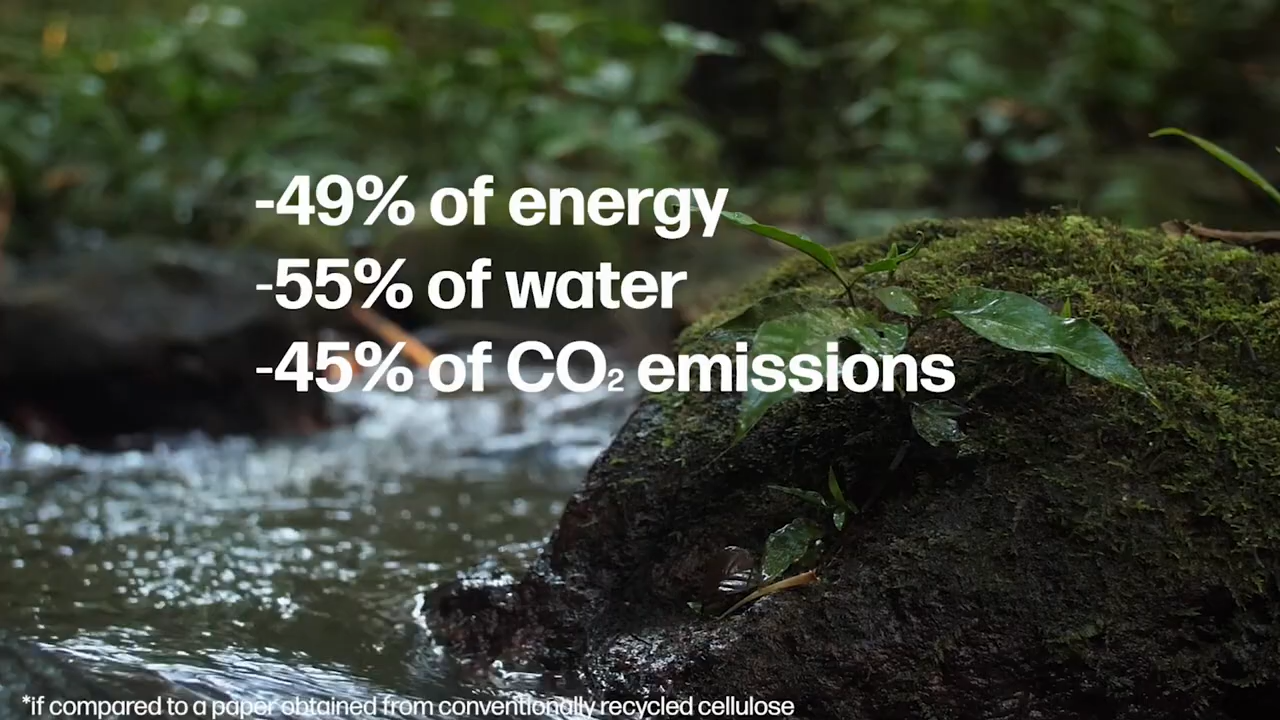 -49% of energy
-55% of water
-45% of CO₂ emissions
*if compared to a paper obtained from conventionally recycled cellulose